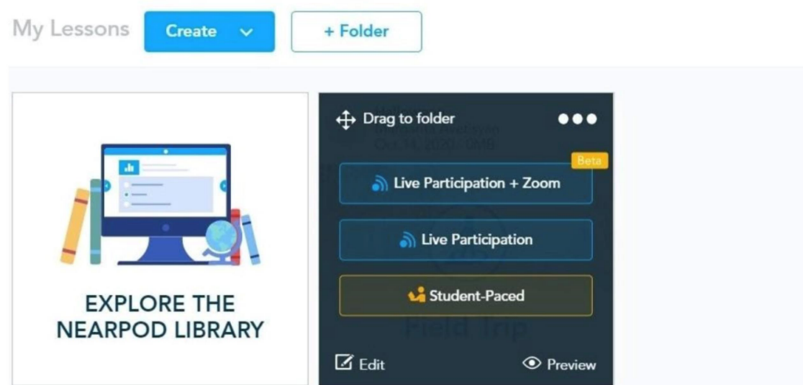 My Lessons
Create
+ Folder
Drag to folder
Beta
Live Participation + Zoom
Live Participation
Student-Paced
Field Trip
EXPLORE THE
NEARPOD LIBRARY
Edit
Preview